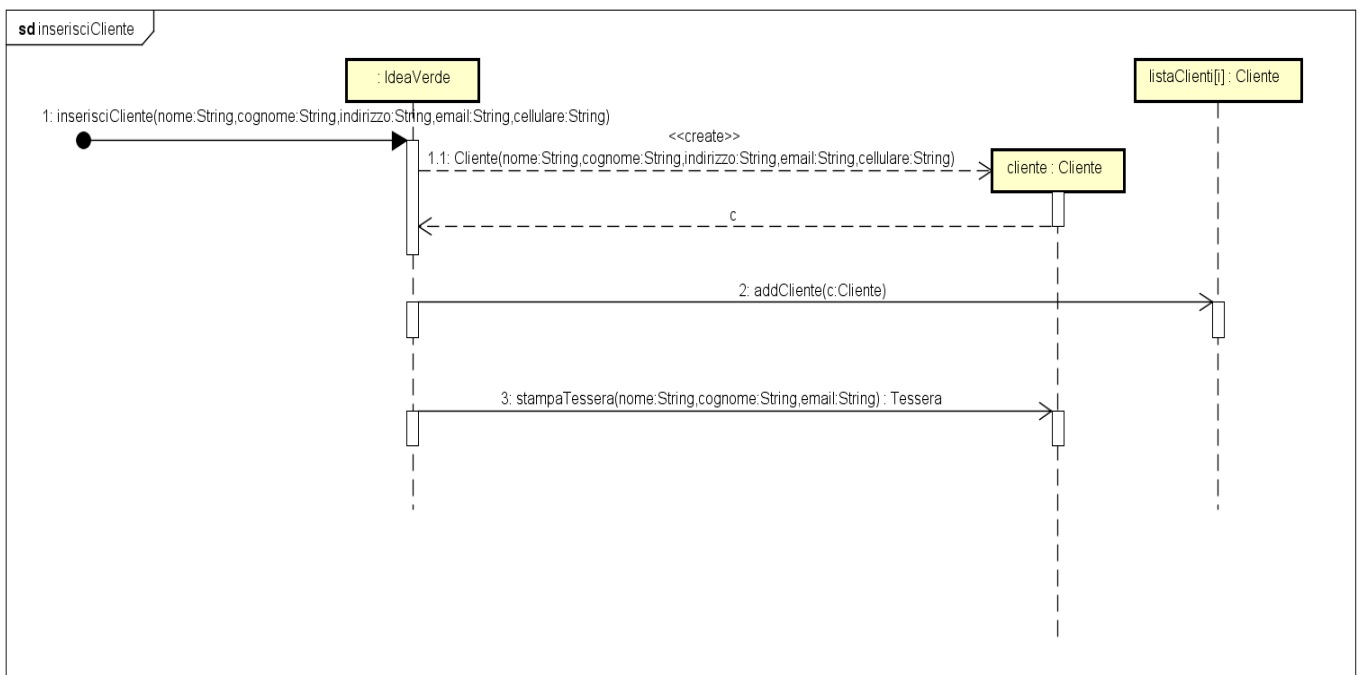 sd inserisciCliente
: IdeaVerde
listaClienti[i] : Cliente
1: inserisciCliente(nome:String,cognome:String,indirizzo:String,email:String,cellulare:String)
<<create>>
1.1: Cliente(nome:String,cognome:String,indirizzo:String,email:String,cellulare:String)
cliente : Cliente
c
2: addCliente(c:Cliente)
3: stampaTessera(nome:String,cognome:String,email:String) : Tessera